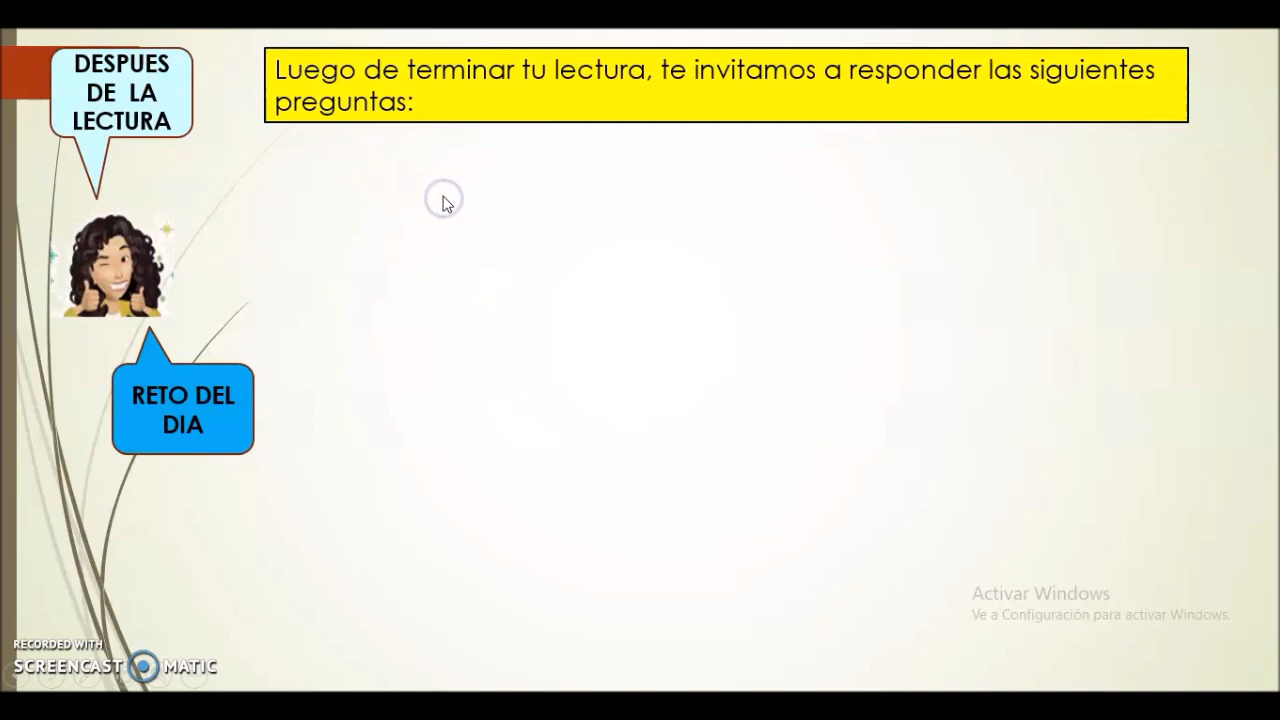 DESPUES
DE LA
LECTURA
Luego de terminar tu lectura, te invitamos a responder las siguientes
preguntas:
RETO DEL
DIA
Activar Windows
Ve a Configuración para activar Windows.
RECORDED WITH
SCREENCAST MATIC